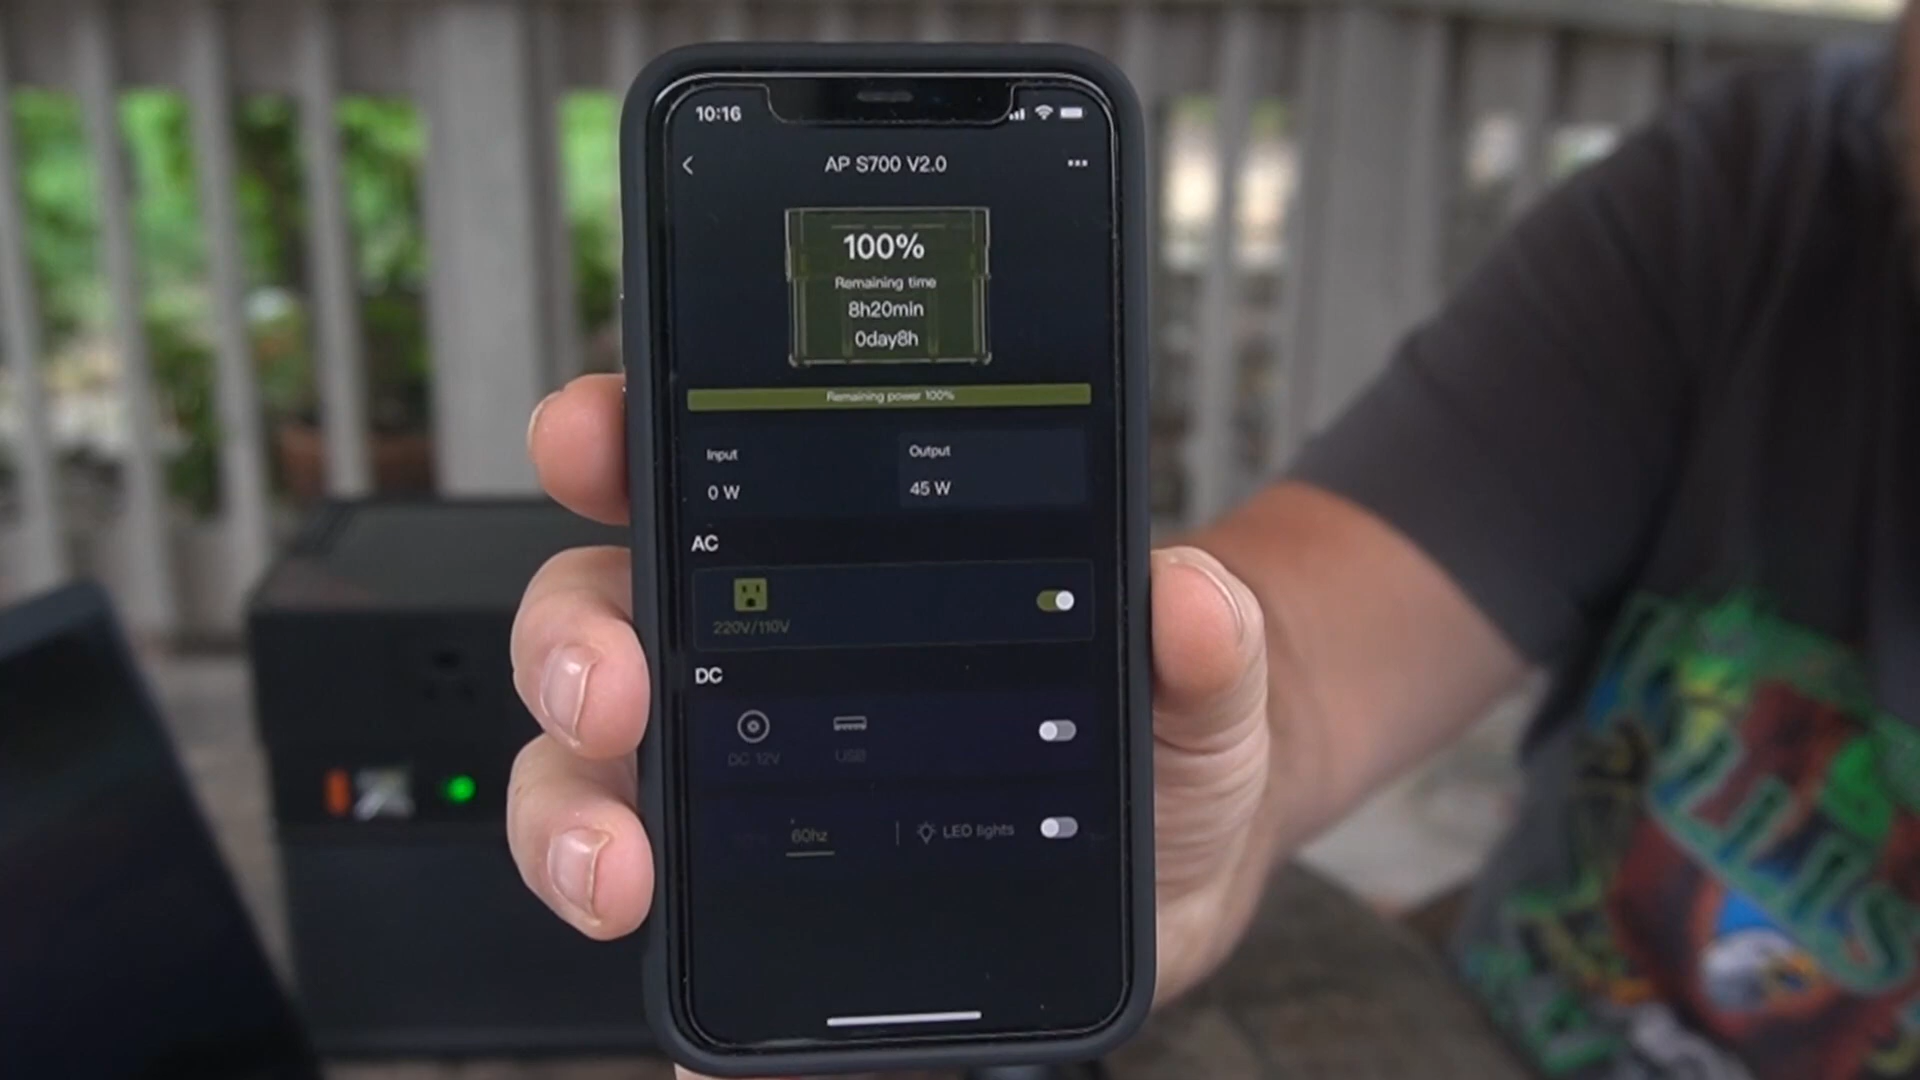 10:16
AP S700 V2.0
100%
Remaining time
8h20min
0day8h
Remaining power 100%
Input
Output
0 W
45 W
AC
220V/110V
DC
DC 12V
USB
60hz
LED lights